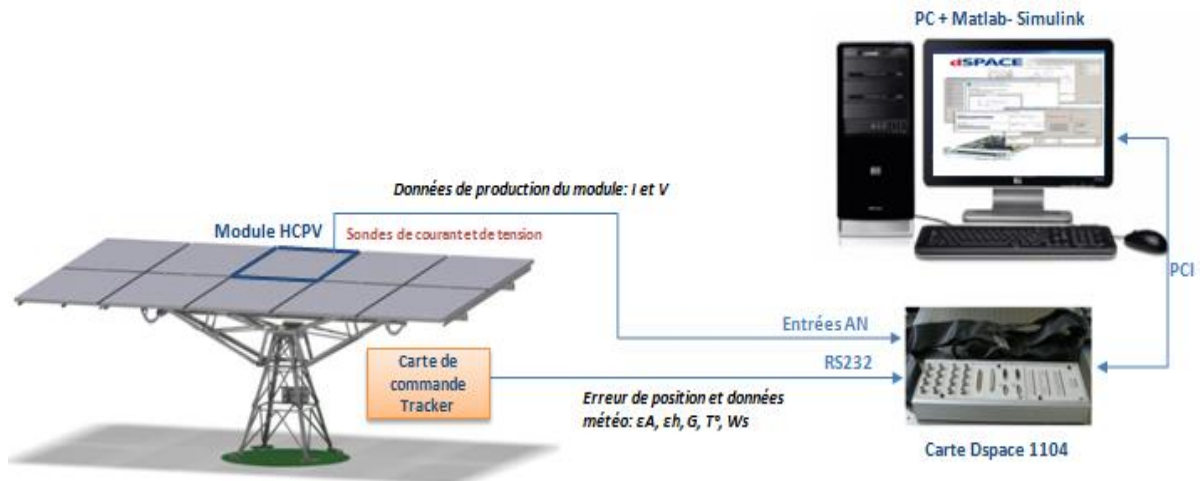 PC + Matlab- Simulink
dSPACE
Données de production du module: I et V
Module HCPV
Sondes de courant et de tension
PCI
Entrées AN
Carte de
commande
Tracker
RS232
Erreur de position et données
météo: εA, εh, G, T°, Ws
Carte Dspace 1104